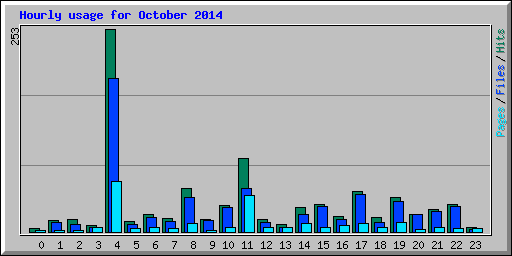 Hourly usage for October 2014
253
Pages/Files/Hits
0 1 2 3 4 5 6 7 8 9 10 11 12 13 14 15 16 17 18 19 20 21 22 23